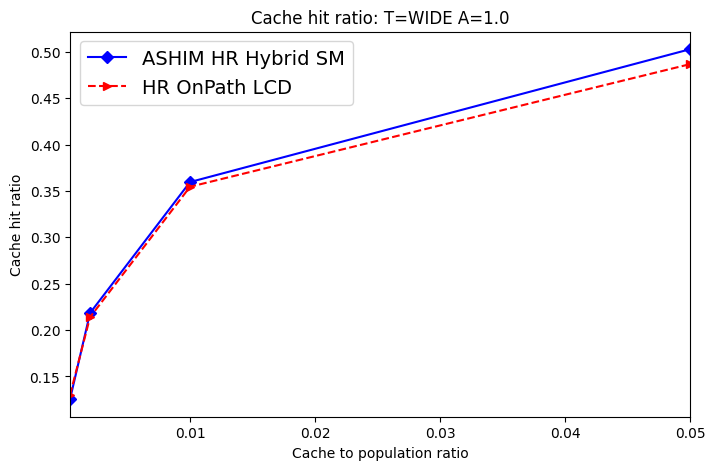 Cache hit ratio: T=WIDE A=1.0
ASHIM HR Hybrid SM
HR OnPath LCD
Cache hit ratio
0.50
0.45
0.40
0.35
0.30
0.25
0.20
0.15
0.01
0.02
0.03
0.04
0.05
Cache to population ratio